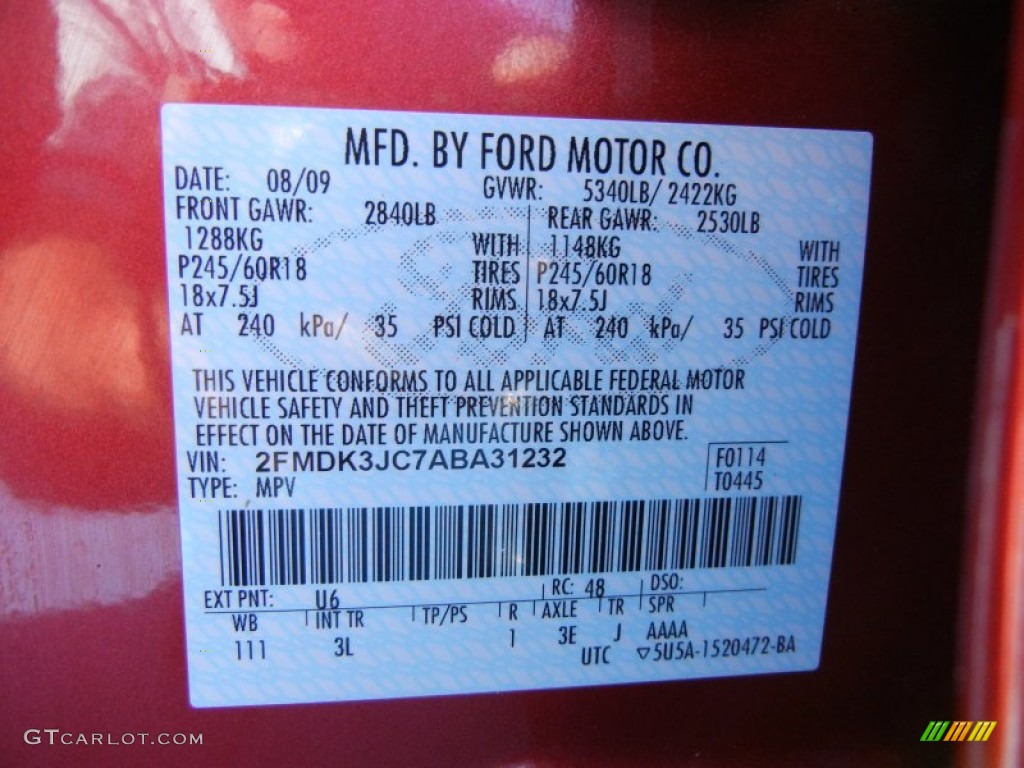 MFD. BY FORD MOTOR CO.
DATE: 08/09 GVWR: 5340LB/ 2422KG
FRONT GAWR: 2840LB REAR GAWR: 2530LB
1288KG WITH 1148KG WITH
P245/60R18 TIRES P245/60R18 TIRES
18x7.5J RIMS 18x7.5J RIMS
AT 240 kPa/ 35 PSI COLD AT 240 kPa/ 35 PSI COLD
THIS VEHICLE CONFORMS TO ALL APPLICABLE FEDERAL MOTOR
VEHICLE SAFETY AND THEFT PREVENTION STANDARDS IN
EFFECT ON THE DATE OF MANUFACTURE SHOWN ABOVE.
VIN: 2FMDK3JC7ABA31232 F0114
TYPE: MPV T0445
EXT PNT: U6 RC: 48 DSO:
WB INT TR TP/PS R AXLE TR SPR
111 3L 1 3E J AAAA
UTC ▽5U5A-1520472-BA
GTCARLOT.COM